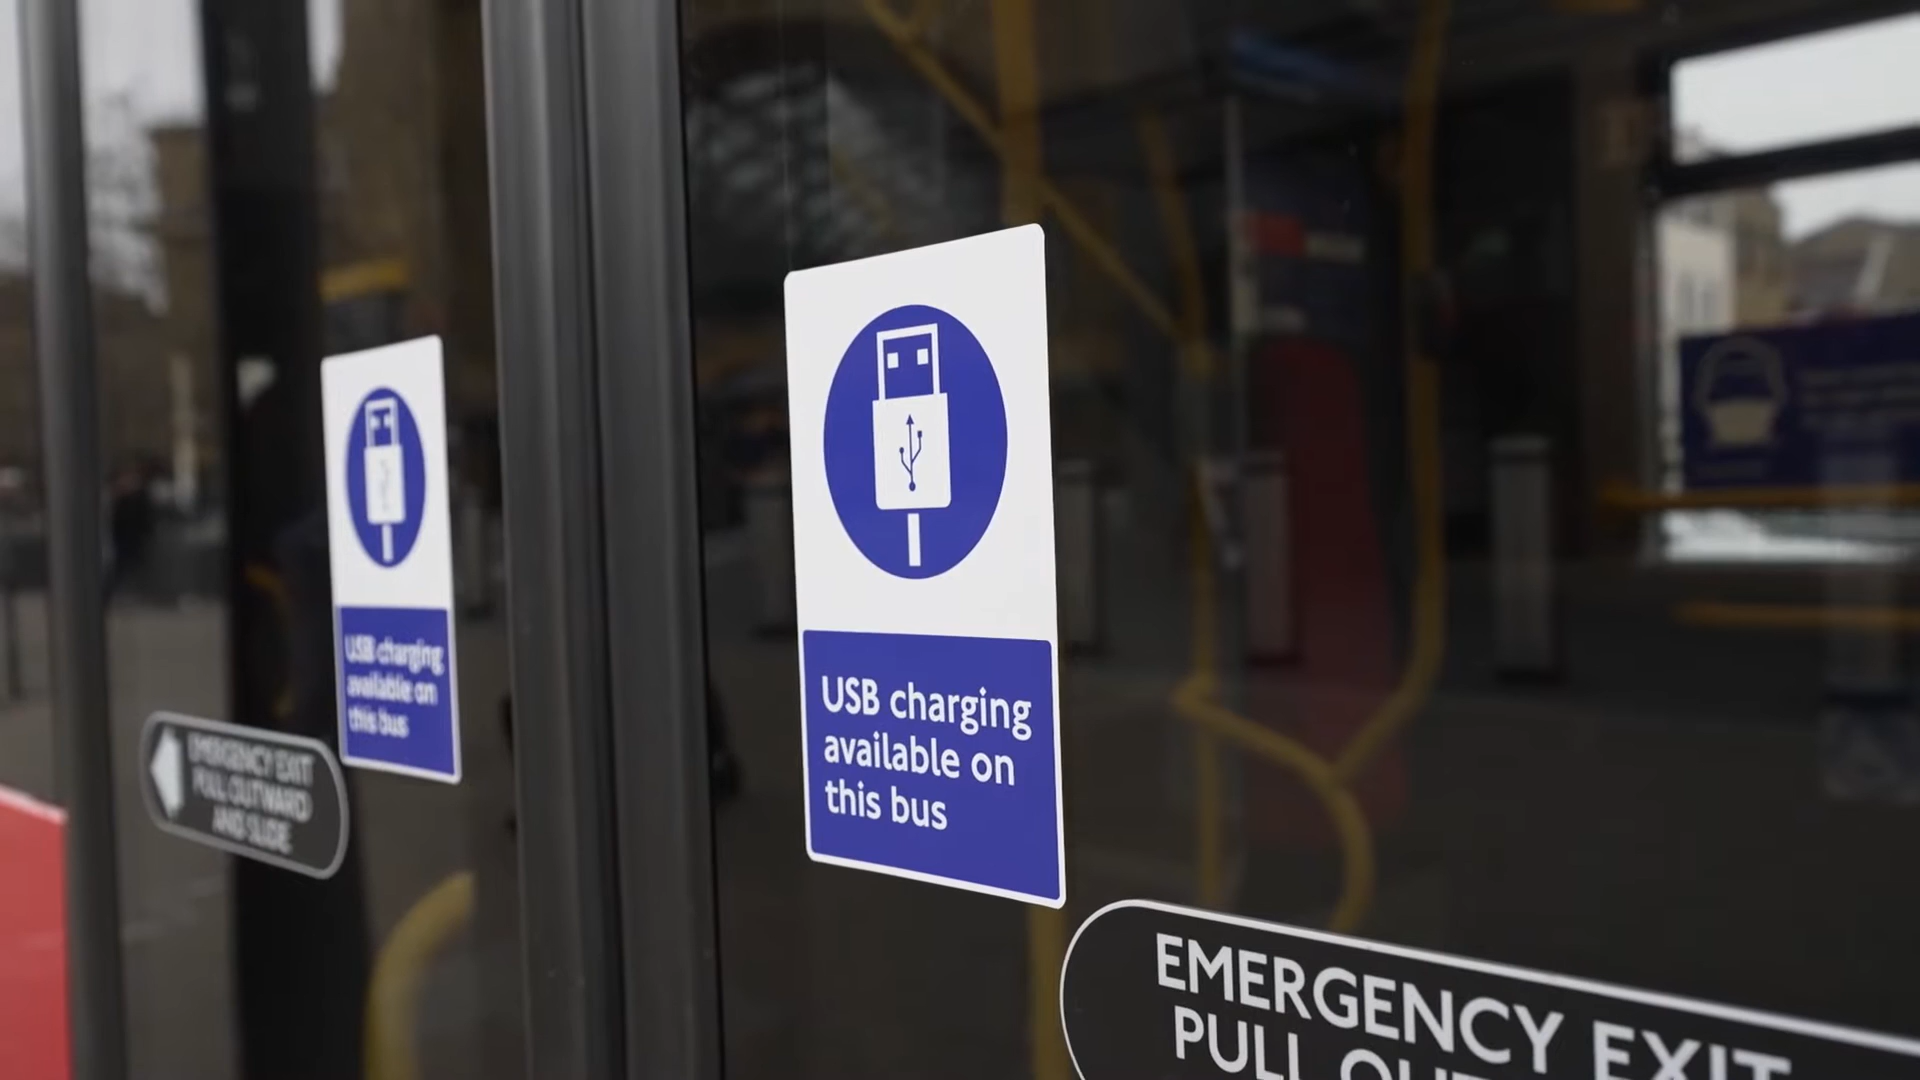 USB charging
available on
this bus
EMERGENCY EXIT
PULL OUTWARD
AND SLIDE
USB charging
available on
this bus
EMERGENCY EXIT
PULL